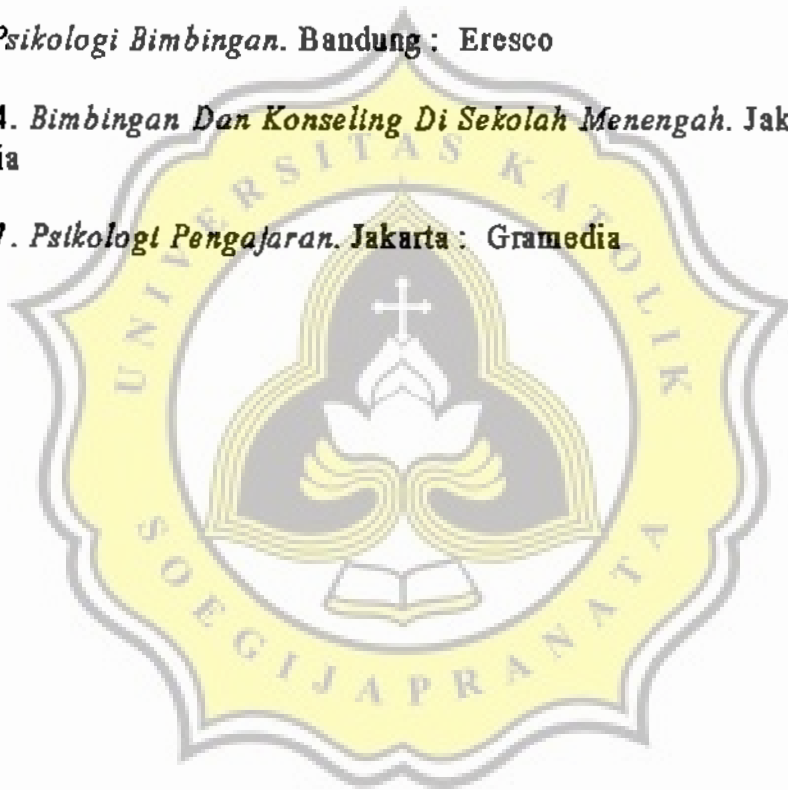 Psikologi Bimbingan. Bandung : Eresco
4. Bimbingan Dan Konseling Di Sekolah Menengah. Jak
ia
7. Psikologi Pengajaran. Jakarta : Gramedia
UNIVERSITAS KATOLIK
SOEGIJAPRANATA